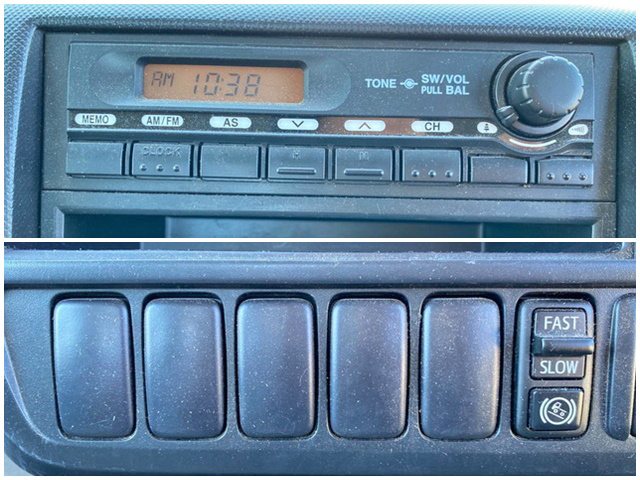 AM 10:38
TONE SW/VOL
PULL BAL
MEMO AM/FM AS CH
CLOCK
FAST
SLOW